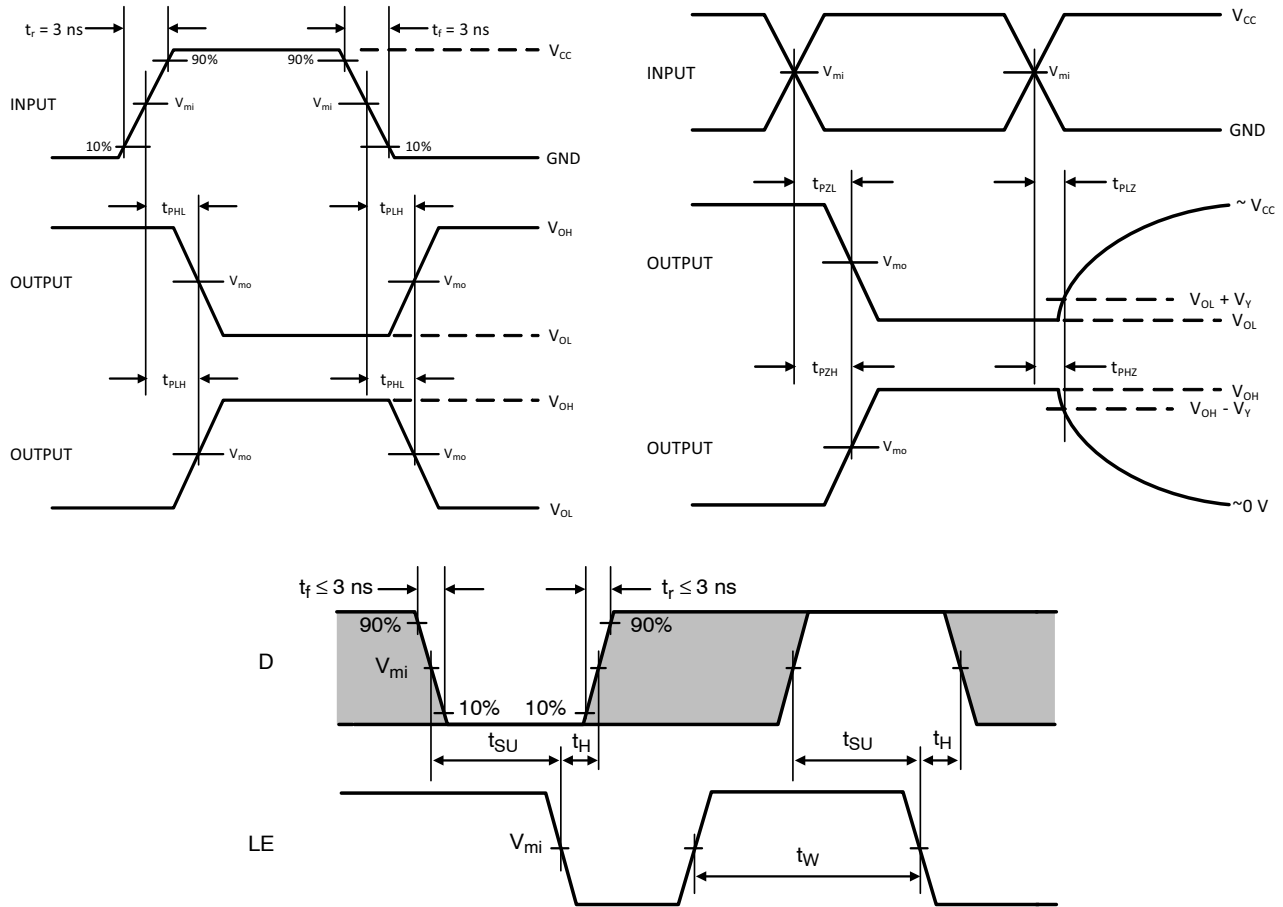 t_r = 3 ns
t_f = 3 ns
V_CC
90%
90%
INPUT
V_mi
V_mi
10%
10%
GND
t_PHL
t_PLH
V_OH
OUTPUT
V_mo
V_mo
V_OL
t_PLH
t_PHL
V_OH
OUTPUT
V_mo
V_mo
V_OL
V_CC
INPUT
V_mi
V_mi
GND
t_PZL
t_PLZ
~ V_CC
OUTPUT
V_mo
V_OL + V_Y
V_OL
t_PZH
t_PHZ
V_OH
V_OH - V_Y
OUTPUT
V_mo
~0 V
t_f ≤ 3 ns
t_r ≤ 3 ns
90%
90%
D
V_mi
10%
10%
t_SU
t_H
t_SU
t_H
LE
V_mi
t_W